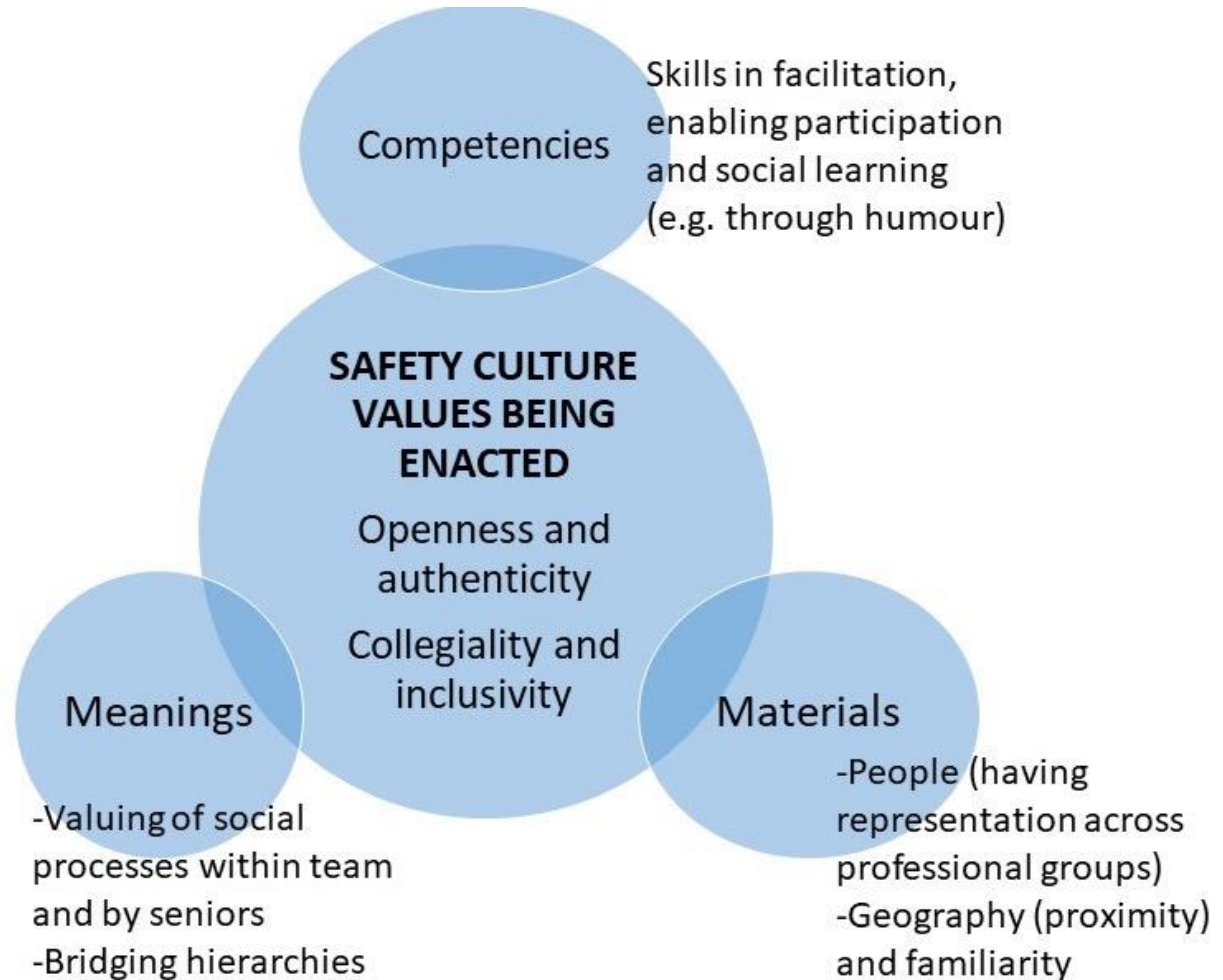 Competencies
Skills in facilitation,
enabling participation
and social learning
(e.g. through humour)
SAFETY CULTURE
VALUES BEING
ENACTED
Openness and
authenticity
Collegiality and
inclusivity
Meanings
-Valuing of social
processes within team
and by seniors
-Bridging hierarchies
Materials
-People (having
representation across
professional groups)
-Geography (proximity)
and familiarity